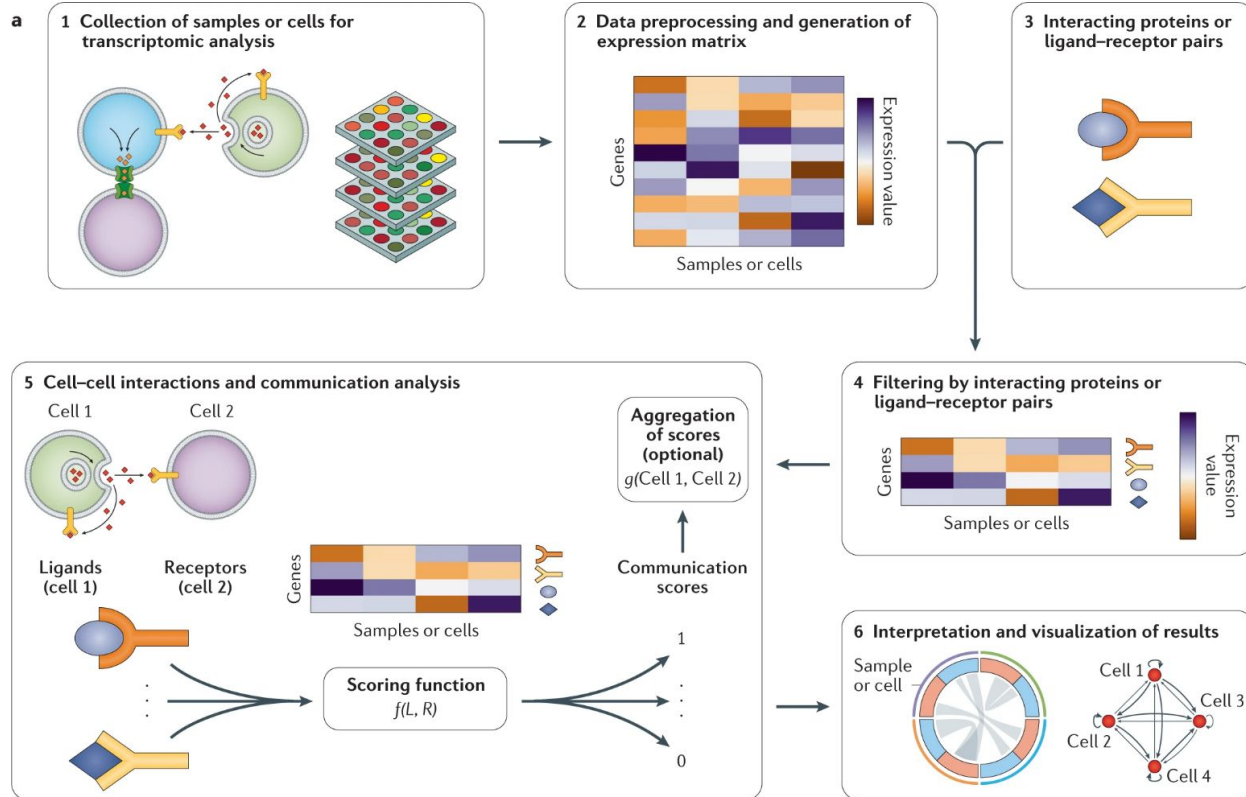 a
1 Collection of samples or cells for
transcriptomic analysis
2 Data preprocessing and generation of
expression matrix
Genes
Expression value
Samples or cells
3 Interacting proteins or
ligand–receptor pairs
4 Filtering by interacting proteins or
ligand–receptor pairs
Genes
Expression
value
Samples or cells
5 Cell–cell interactions and communication analysis
Cell 1
Cell 2
Aggregation
of scores
(optional)
g(Cell 1, Cell 2)
Ligands
(cell 1)
Receptors
(cell 2)
Genes
Samples or cells
Communication
scores
Scoring function
f(L, R)
1
0
6 Interpretation and visualization of results
Sample
or cell
Cell 1
Cell 3
Cell 2
Cell 4